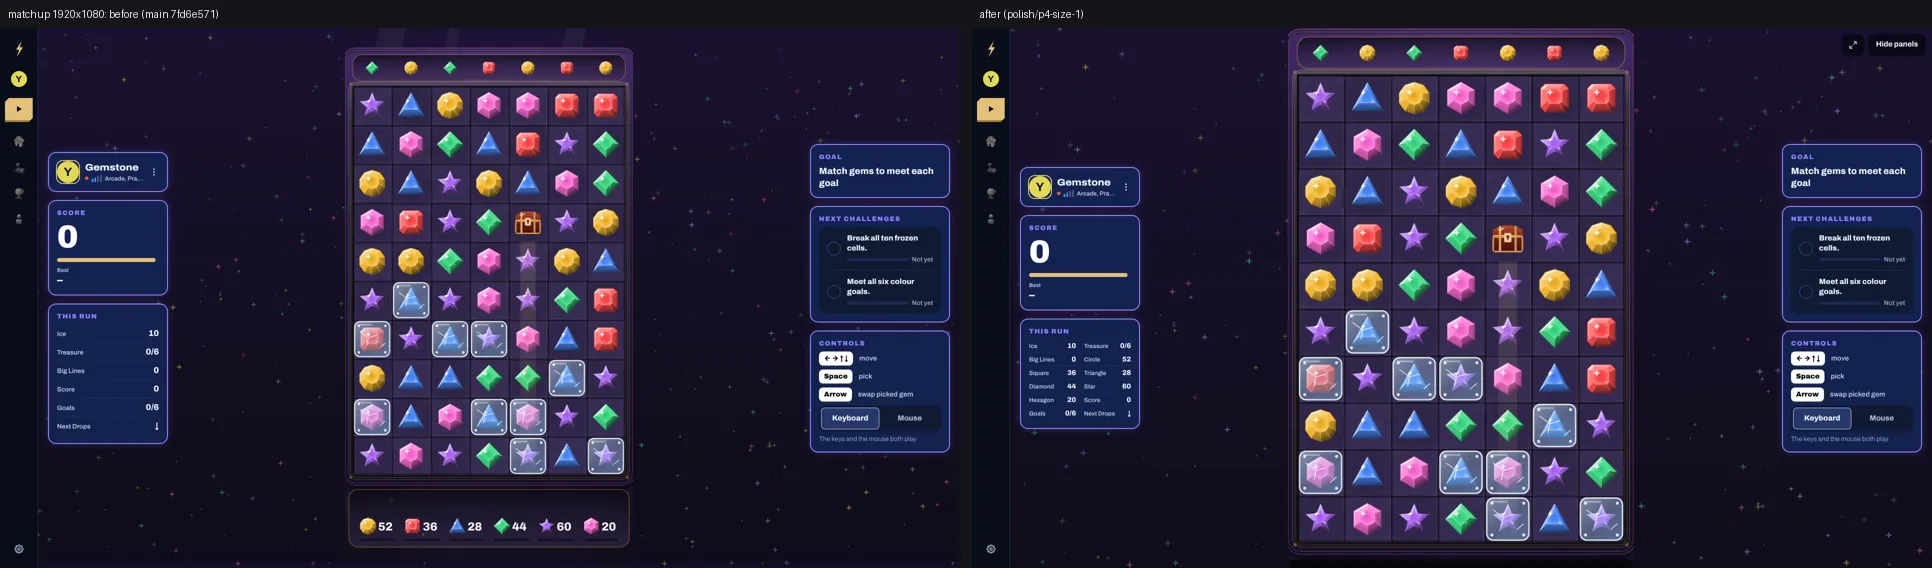 matchup 1920x1080: before (main 7fd6e571)
Y
Y
Gemstone
Arcade, Pra...
SCORE
0
Best
–
THIS RUN
Ice 10
Treasure 0/6
Big Lines 0
Score 0
Goals 0/6
Next Drops ↓
52 36 28 44 60 20
GOAL
Match gems to meet each
goal
NEXT CHALLENGES
Break all ten frozen
cells.
Not yet
Meet all six colour
goals.
Not yet
CONTROLS
←→↑↓ move
Space pick
Arrow swap picked gem
Keyboard Mouse
The keys and the mouse both play
after (polish/p4-size-1)
Hide panels
Y
Y
Gemstone
Arcade, Pra...
SCORE
0
Best
–
THIS RUN
Ice 10 Treasure 0/6
Big Lines 0 Circle 52
Square 36 Triangle 28
Diamond 44 Star 60
Hexagon 20 Score 0
Goals 0/6 Next Drops ↓
GOAL
Match gems to meet each
goal
NEXT CHALLENGES
Break all ten frozen
cells.
Not yet
Meet all six colour
goals.
Not yet
CONTROLS
←→↑↓ move
Space pick
Arrow swap picked gem
Keyboard Mouse
The keys and the mouse both play